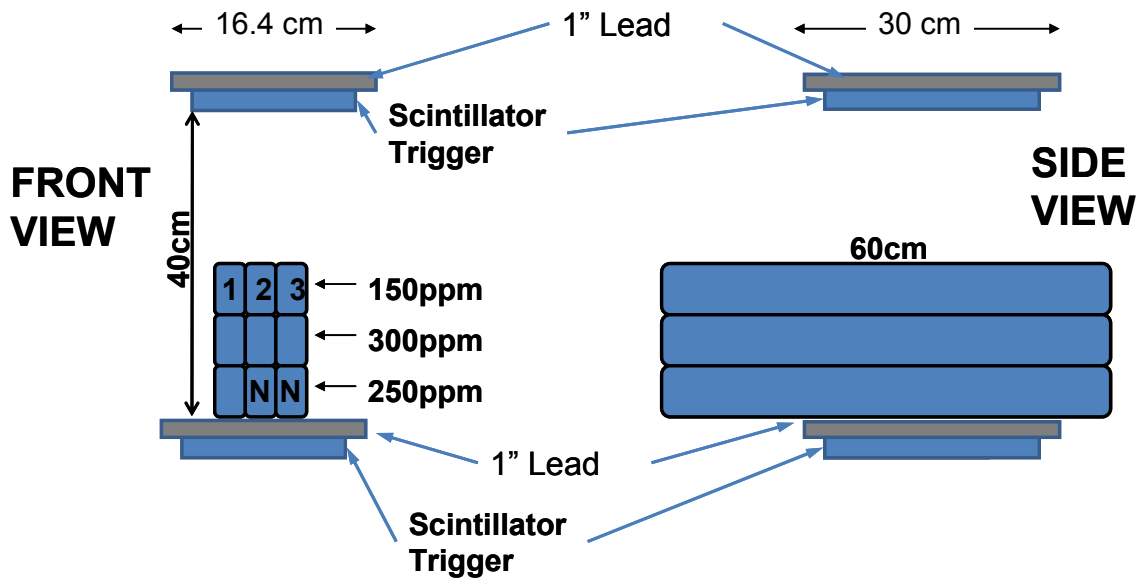 16.4 cm
1” Lead
30 cm
Scintillator
Trigger
FRONT
VIEW
SIDE
VIEW
40cm
60cm
1 2 3
150ppm
300ppm
N N
250ppm
1” Lead
Scintillator
Trigger